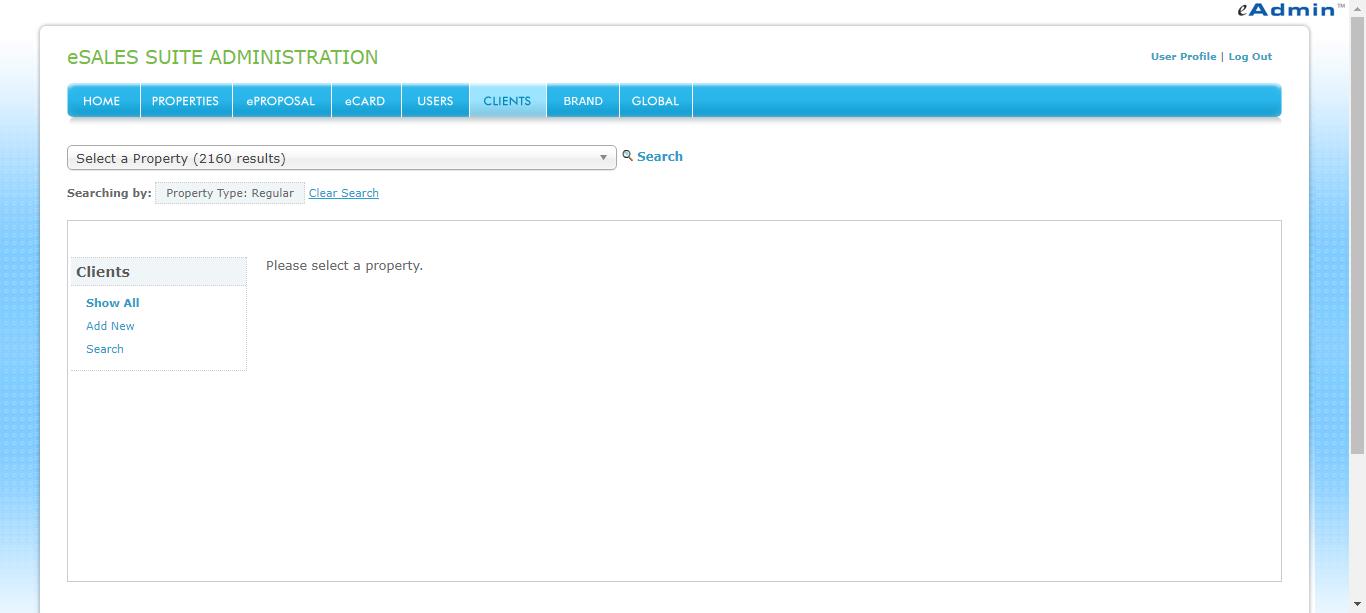 eAdmin™
eSALES SUITE ADMINISTRATION
User Profile | Log Out
HOME PROPERTIES ePROPOSAL eCARD USERS CLIENTS BRAND GLOBAL
Select a Property (2160 results) Search
Searching by: Property Type: Regular Clear Search
Clients
Please select a property.
Show All
Add New
Search